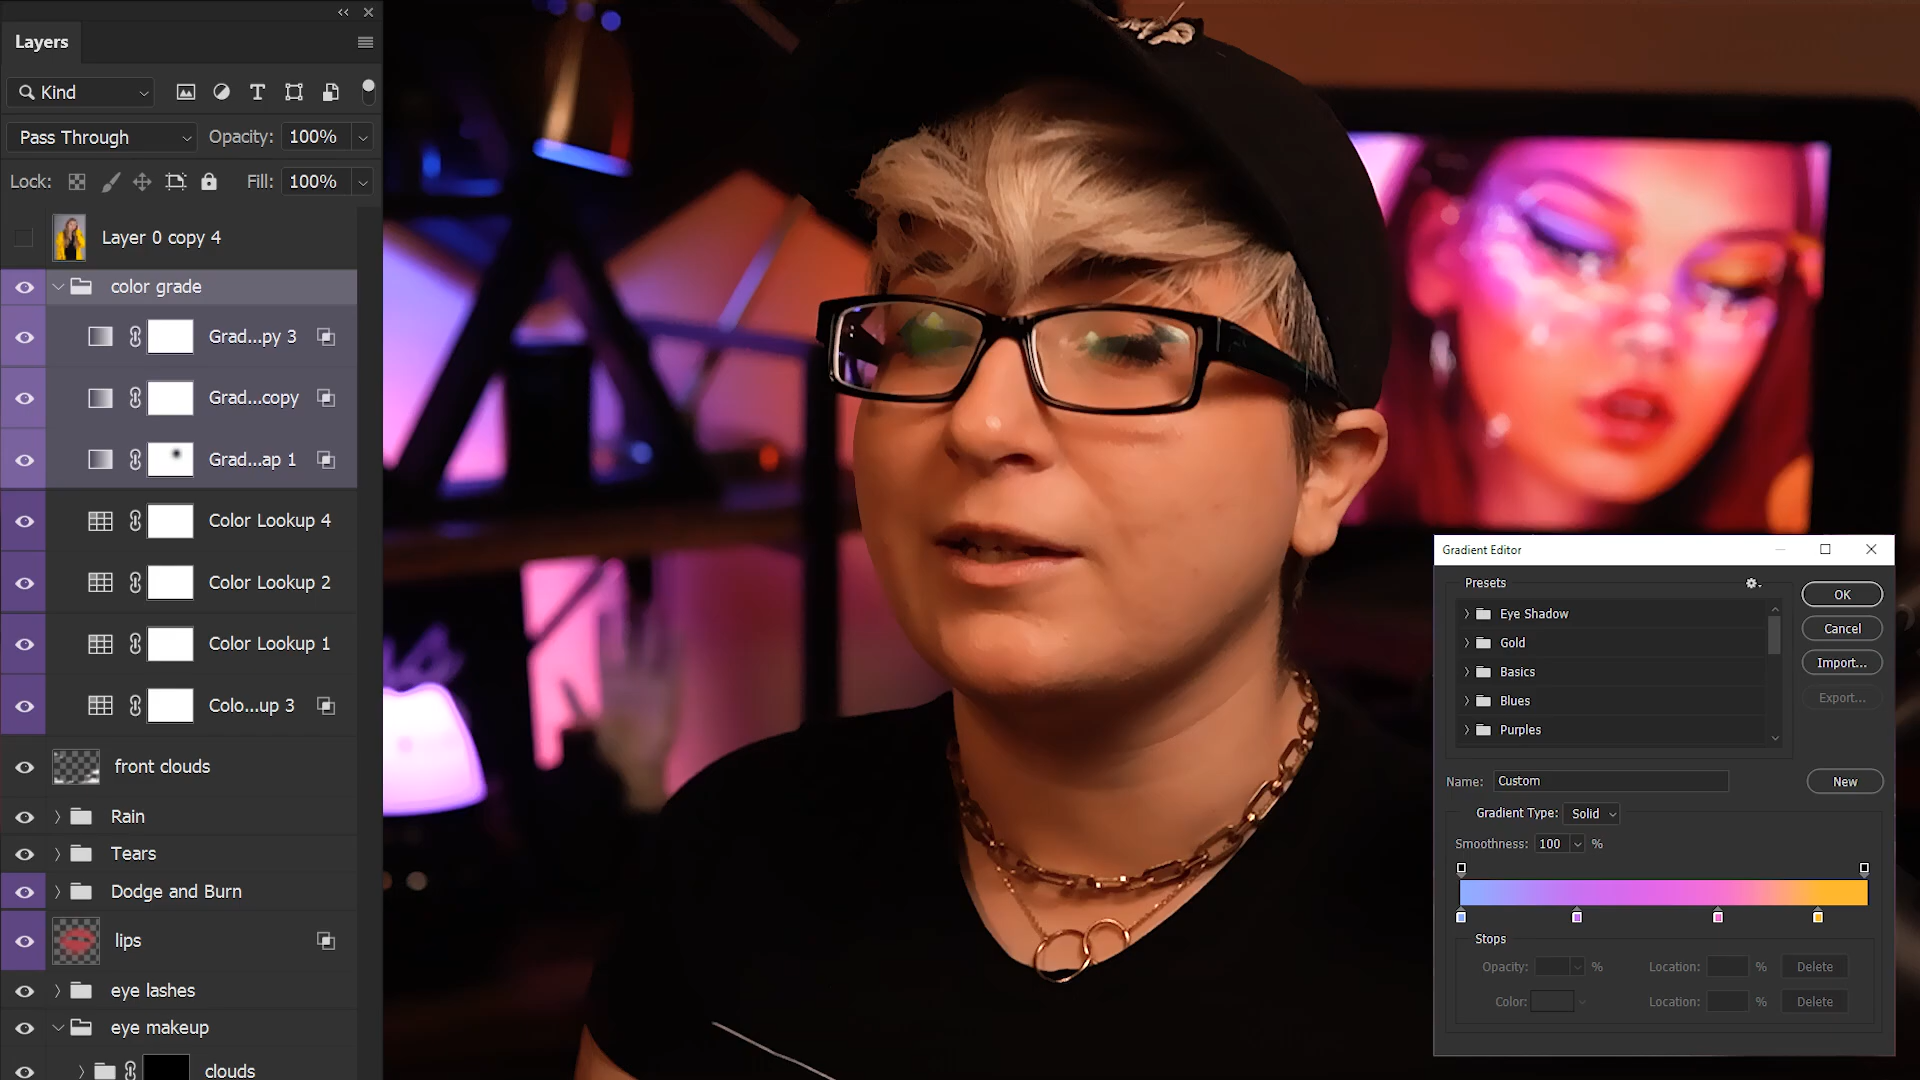 Layers
Kind
Pass Through
Opacity: 100%
Lock:
Fill: 100%
Layer 0 copy 4
color grade
Grad...py 3
Grad...copy
Grad...ap 1
Color Lookup 4
Color Lookup 2
Color Lookup 1
Colo...up 3
front clouds
Rain
Tears
Dodge and Burn
lips
eye lashes
eye makeup
clouds
Gradient Editor
Presets
Eye Shadow
Gold
Basics
Blues
Purples
OK
Cancel
Import...
Export...
Name: Custom
New
Gradient Type: Solid
Smoothness: 100 %
Stops
Opacity: % Location: % Delete
Color: Location: % Delete